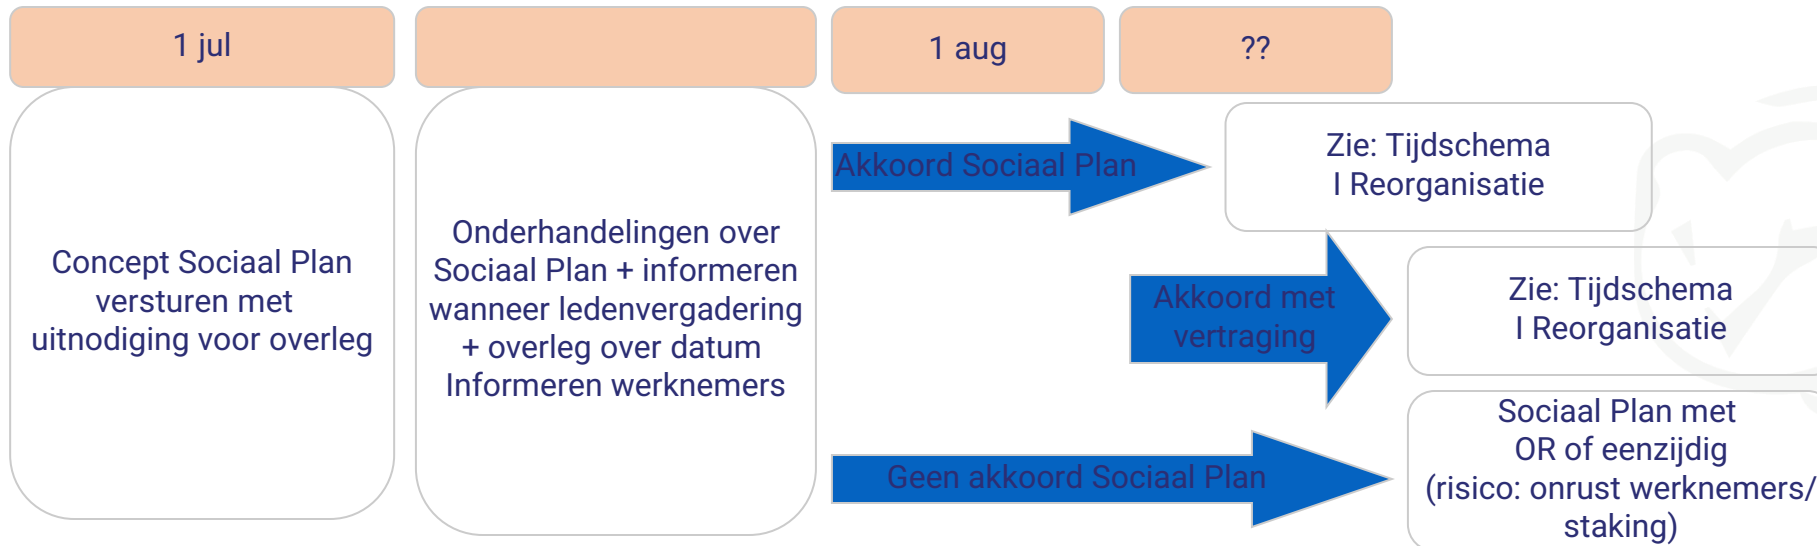 1 jul
1 aug
??
Concept Sociaal Plan
versturen met
uitnodiging voor overleg
Onderhandelingen over
Sociaal Plan + informeren
wanneer ledenvergadering
+ overleg over datum
Informeren werknemers
Akkoord Sociaal Plan
Zie: Tijdschema
I Reorganisatie
Akkoord met
vertraging
Zie: Tijdschema
I Reorganisatie
Geen akkoord Sociaal Plan
Sociaal Plan met
OR of eenzijdig
(risico: onrust werknemers/
staking)